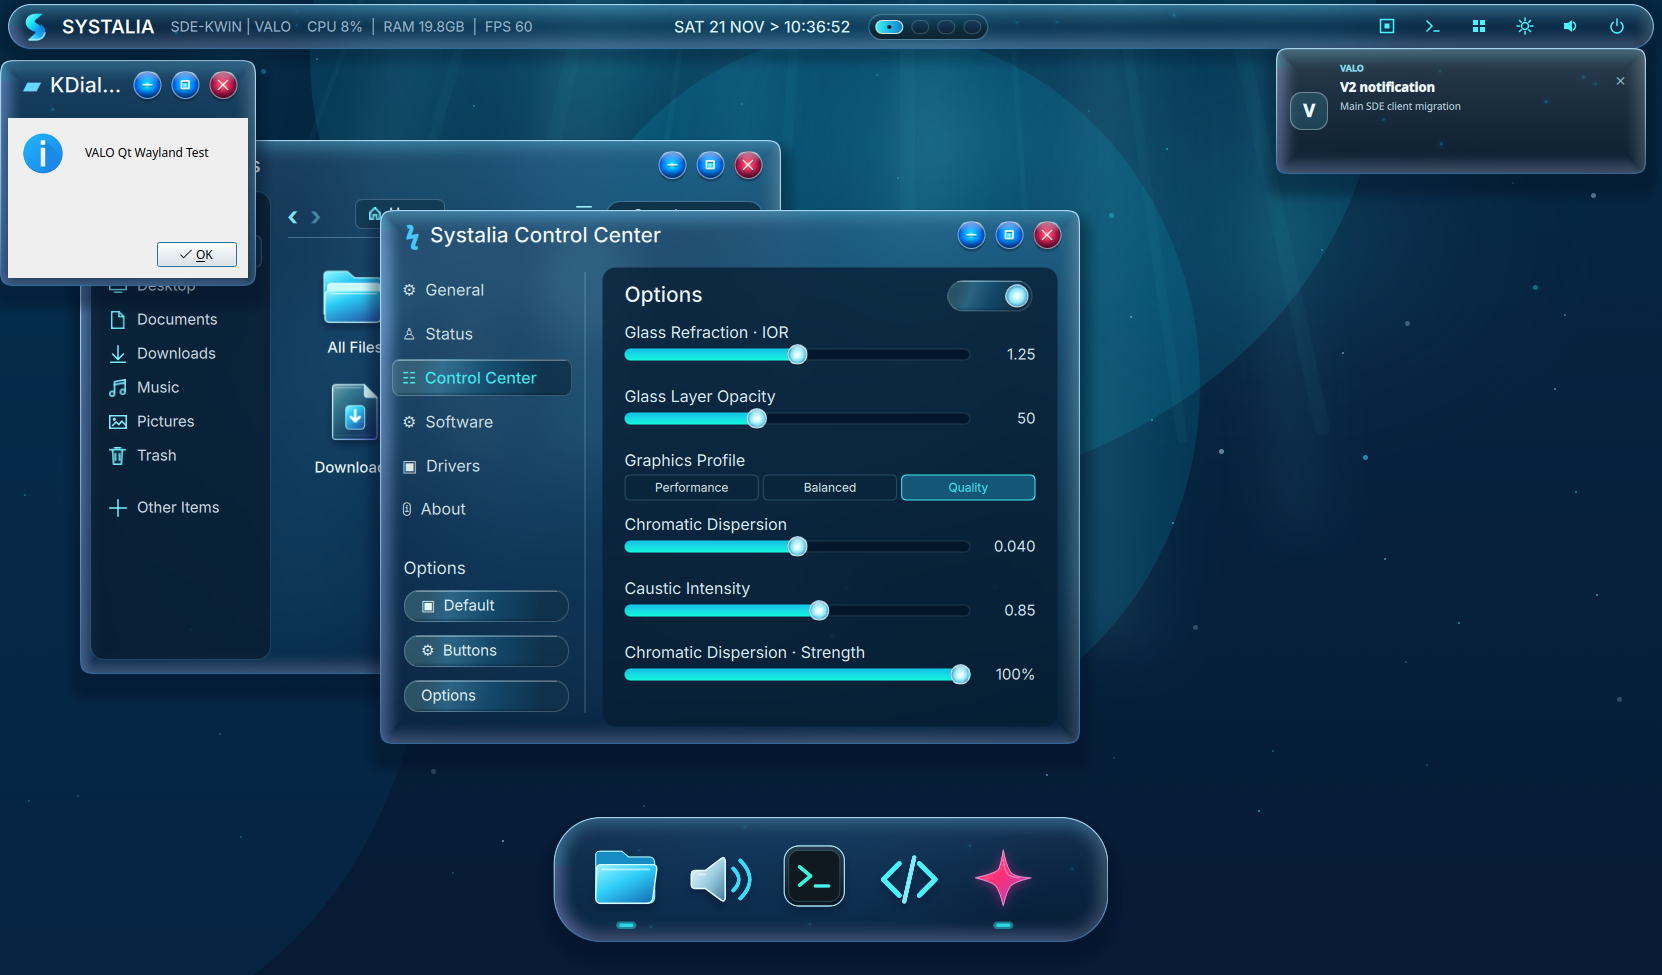 SYSTALIA SDE-KWIN | VALO CPU 8% | RAM 19.8GB | FPS 60
SAT 21 NOV > 10:36:52
VALO
V2 notification
Main SDE client migration
V
KDial...
VALO Qt Wayland Test
OK
Documents
Downloads
Music
Pictures
Trash
Other Items
All Files
Systalia Control Center
General
Status
Control Center
Software
Drivers
About
Options
Default
Buttons
Options
Options
Glass Refraction · IOR
1.25
Glass Layer Opacity
50
Graphics Profile
Performance Balanced Quality
Chromatic Dispersion
0.040
Caustic Intensity
0.85
Chromatic Dispersion · Strength
100%